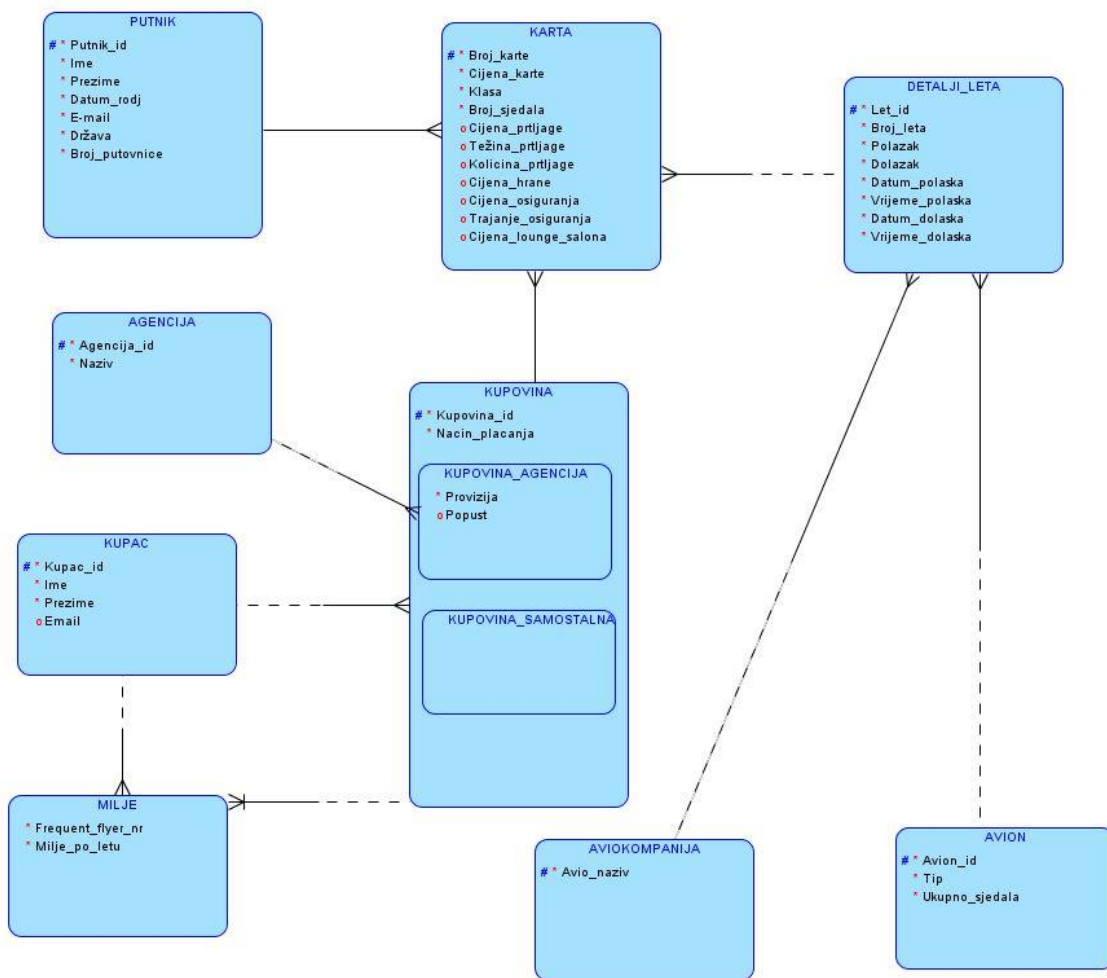 PUTNIK
# * Putnik_id
* Ime
* Prezime
* Datum_rodj
* E-mail
* Država
* Broj_putovnice
KARTA
# * Broj_karte
* Cijena_karte
* Klasa
* Broj_sjedala
o Cijena_prtljage
o Težina_prtljage
o Kolicina_prtljage
o Cijena_hrane
o Cijena_osiguranja
o Trajanje_osiguranja
o Cijena_lounge_salona
DETALJI_LETA
# * Let_id
* Broj_leta
* Polazak
* Dolazak
* Datum_polaska
* Vrijeme_polaska
* Datum_dolaska
* Vrijeme_dolaska
AGENCIJA
# * Agencija_id
* Naziv
KUPOVINA
# * Kupovina_id
* Nacin_placanja
KUPOVINA_AGENCIJA
* Provizija
o Popust
KUPOVINA_SAMOSTALNA
KUPAC
# * Kupac_id
* Ime
* Prezime
o Email
MILJE
* Frequent_flyer_nr
* Milje_po_letu
AVIOKOMPANIJA
# * Avio_naziv
AVION
# * Avion_id
* Tip
* Ukupno_sjedala